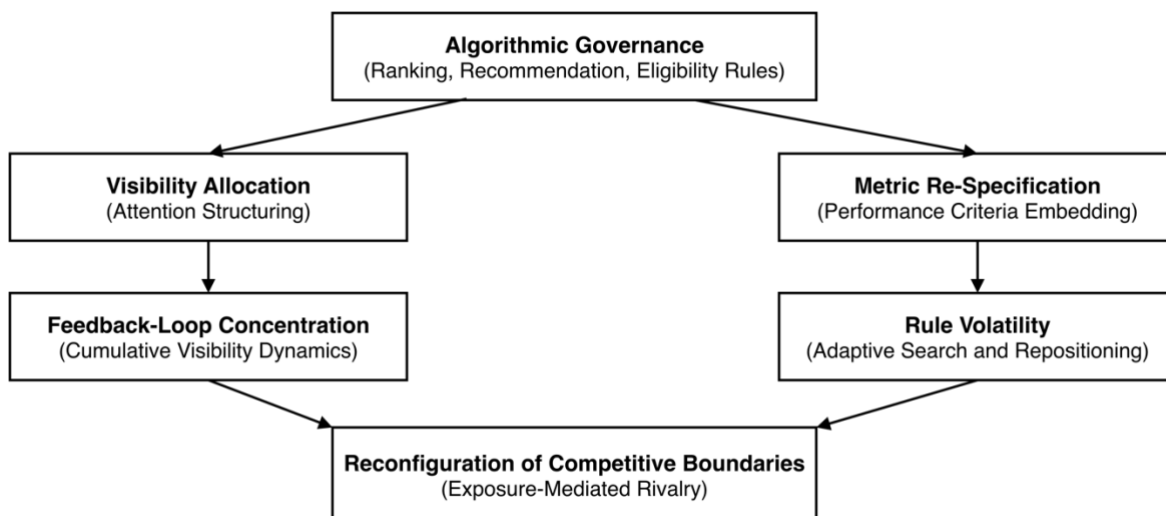 Algorithmic Governance
(Ranking, Recommendation, Eligibility Rules)
Visibility Allocation
(Attention Structuring)
Metric Re-Specification
(Performance Criteria Embedding)
Feedback-Loop Concentration
(Cumulative Visibility Dynamics)
Rule Volatility
(Adaptive Search and Repositioning)
Reconfiguration of Competitive Boundaries
(Exposure-Mediated Rivalry)